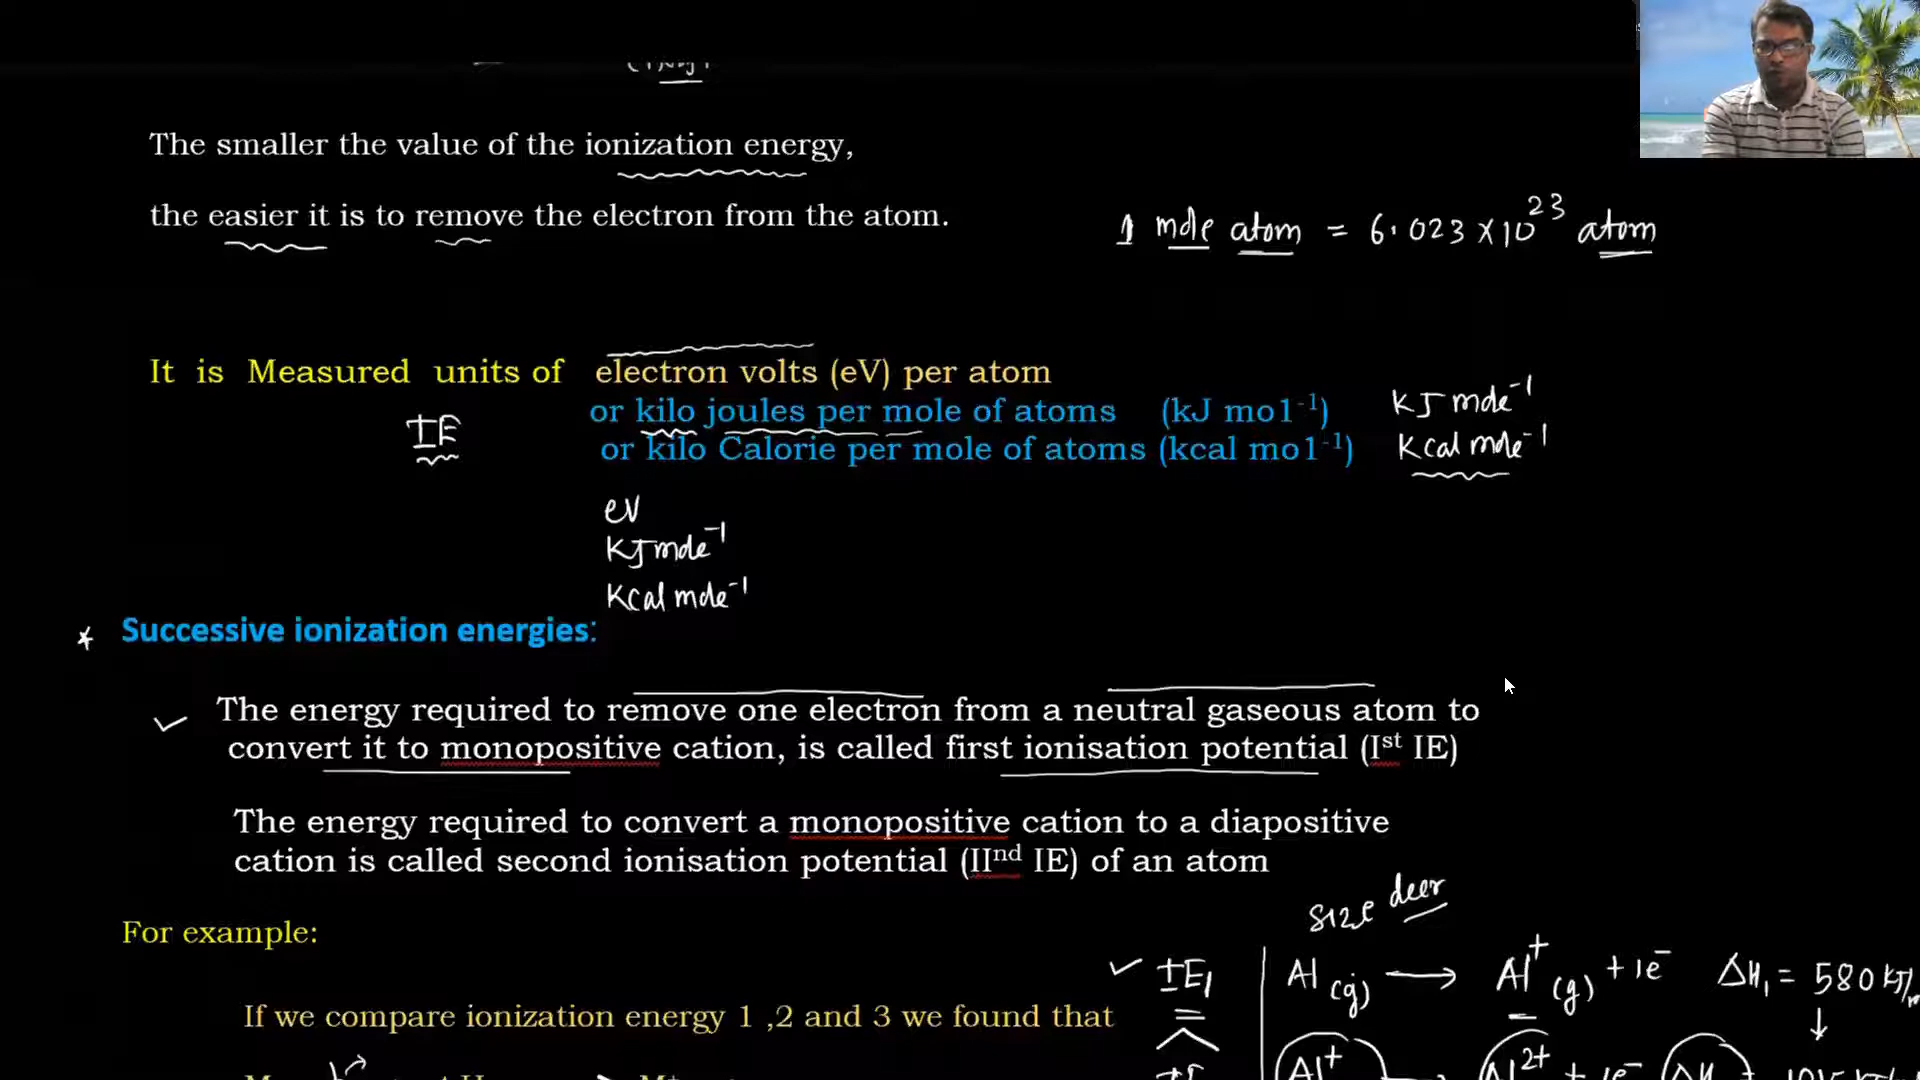 The smaller the value of the ionization energy,
the easier it is to remove the electron from the atom.
1 mole atom = 6.023 × 10²³ atom
It is Measured units of electron volts (eV) per atom
or kilo joules per mole of atoms (kJ mo1⁻¹) KJ mole⁻¹
IE or kilo Calorie per mole of atoms (kcal mo1⁻¹) Kcal mole⁻¹
eV
KJ mole⁻¹
Kcal mole⁻¹
* Successive ionization energies:
✓ The energy required to remove one electron from a neutral gaseous atom to
convert it to monopositive cation, is called first ionisation potential (Iˢᵗ IE)
The energy required to convert a monopositive cation to a diapositive
cation is called second ionisation potential (IIⁿᵈ IE) of an atom
size decr
For example:
✓ IE₁ Al (g) → Al⁺ (g) + 1e⁻ ΔH₁ = 580 KJ/
If we compare ionization energy 1 ,2 and 3 we found that
Al⁺ → Al²⁺ + 1e⁻